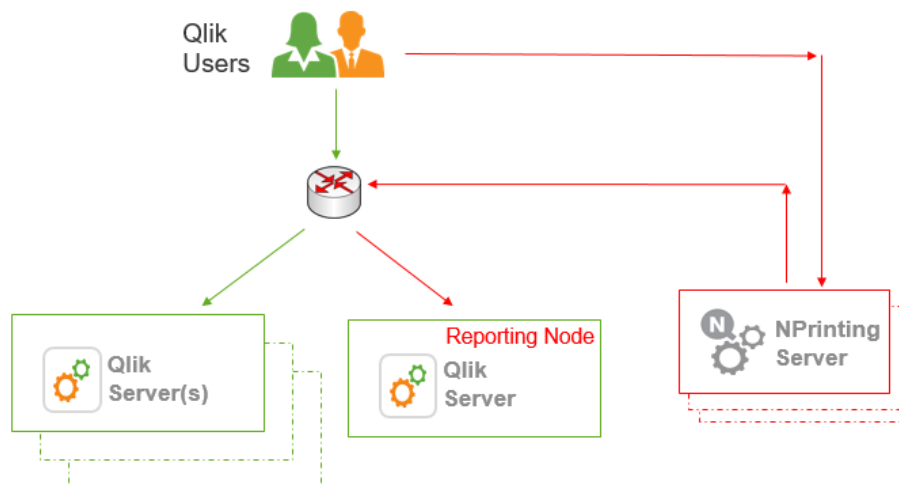 Qlik
Users
Reporting Node
Qlik
Server(s)
Qlik
Server
N
NPrinting
Server